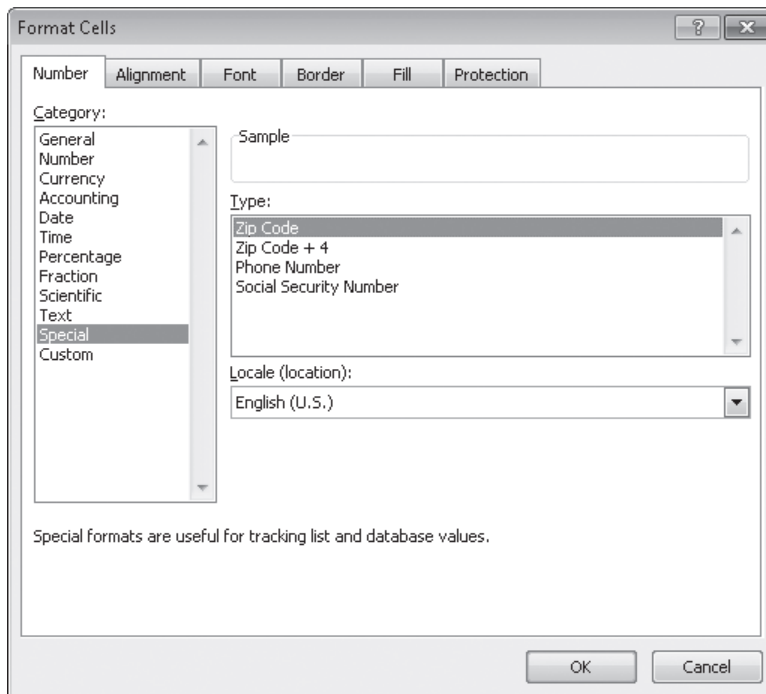 Format Cells
Number Alignment Font Border Fill Protection
Category:
General
Number
Currency
Accounting
Date
Time
Percentage
Fraction
Scientific
Text
Special
Custom
Sample
Type:
Zip Code
Zip Code + 4
Phone Number
Social Security Number
Locale (location):
English (U.S.)
Special formats are useful for tracking list and database values.
OK Cancel